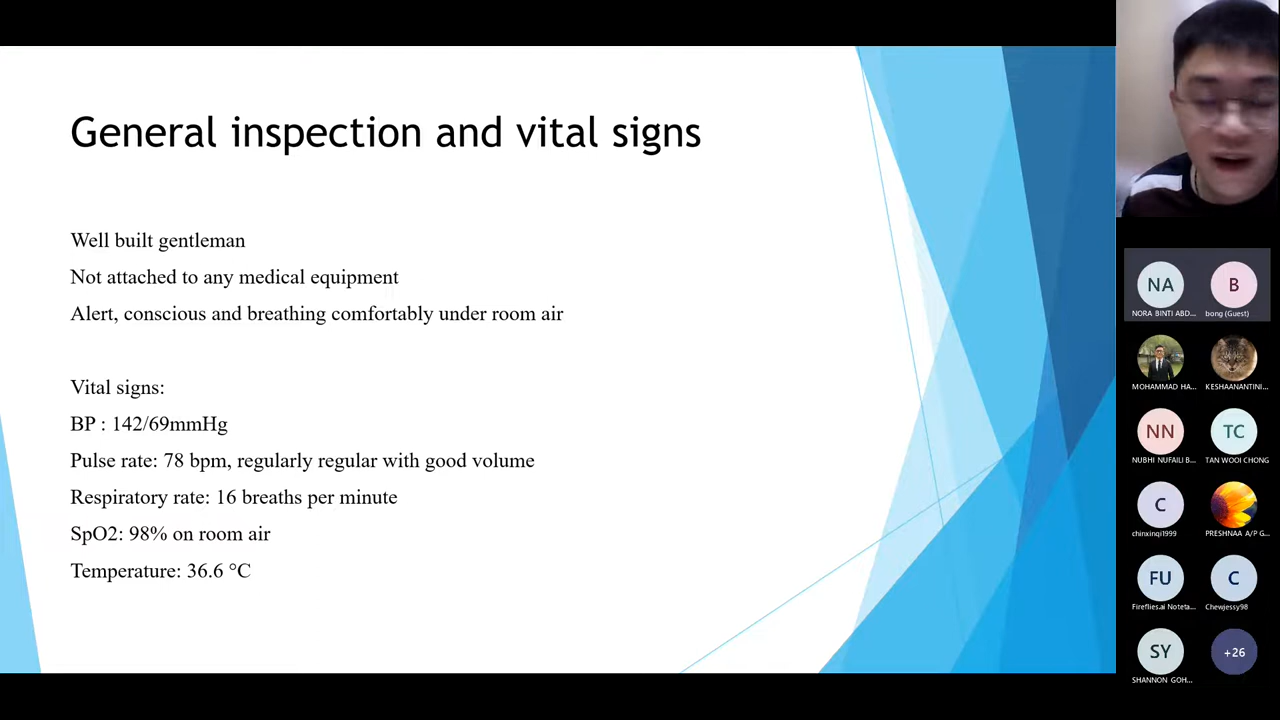 General inspection and vital signs
Well built gentleman
Not attached to any medical equipment
Alert, conscious and breathing comfortably under room air
Vital signs:
BP : 142/69mmHg
Pulse rate: 78 bpm, regularly regular with good volume
Respiratory rate: 16 breaths per minute
SpO2: 98% on room air
Temperature: 36.6 °C
NA B
NORA BINTI ABD... bong (Guest)
MOHAMMAD HA... KESHAANANTINI...
NN TC
NUBHI NUFAILI B... TAN WOOI CHONG
C
chinxinqi1999 PRESHNAA A/P G...
FU C
Fireflies.ai Noteta... Chewjessy98
SY +26
SHANNON GOH...